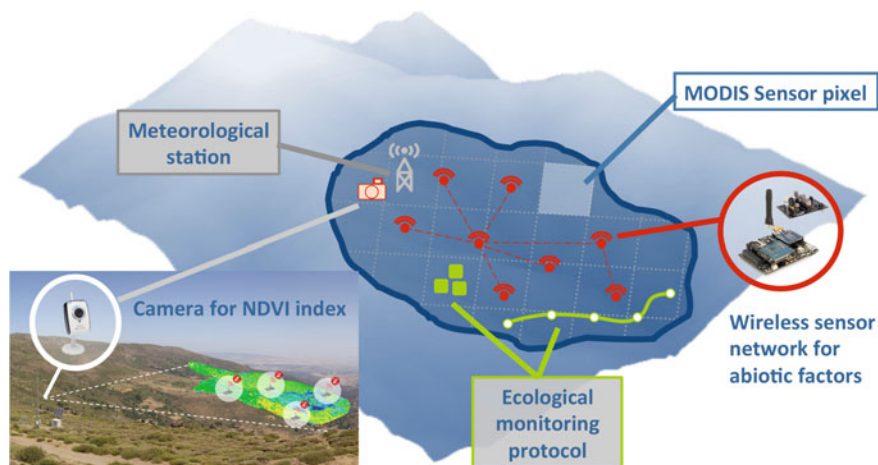 MODIS Sensor pixel
Meteorological
station
Camera for NDVI index
Wireless sensor
network for
abiotic factors
Ecological
monitoring
protocol